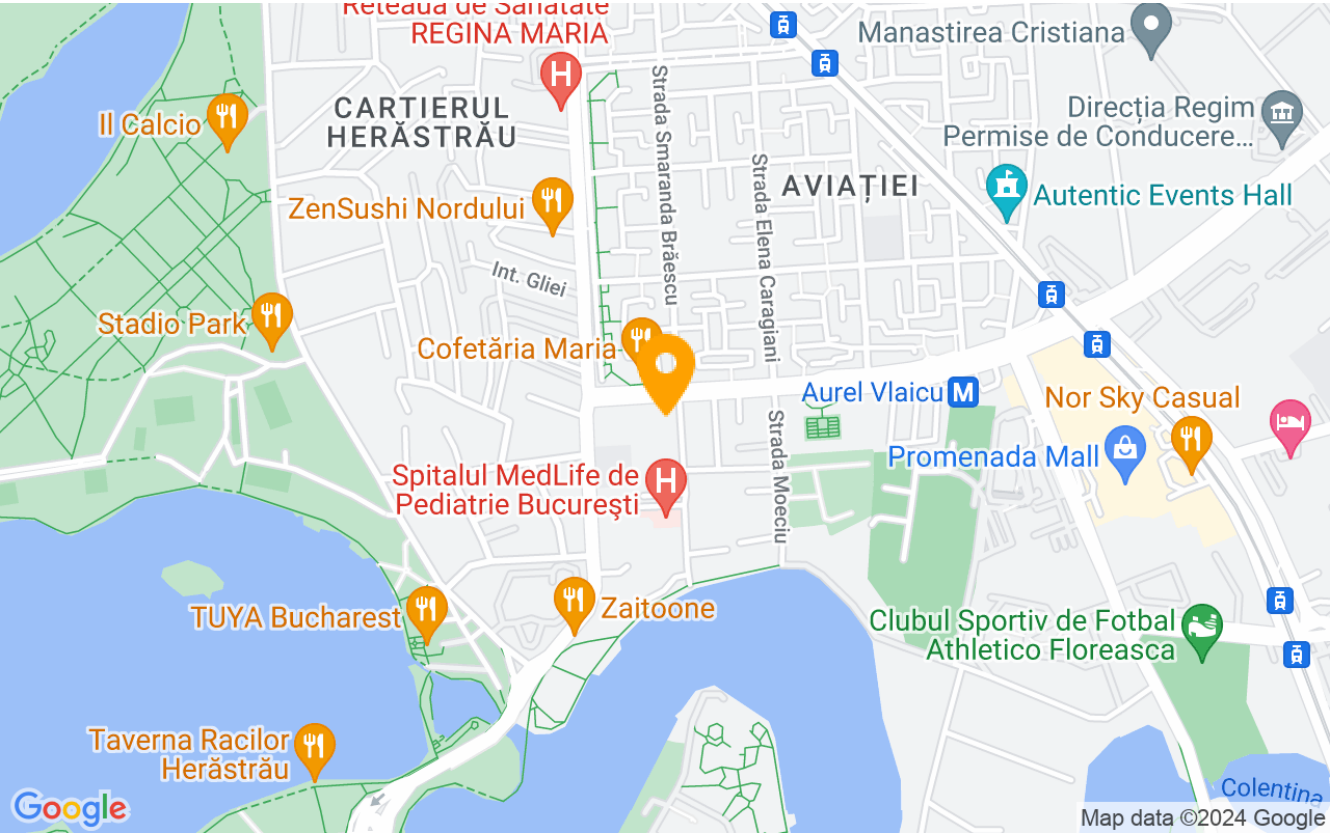 Rețeaua de Sănătate
REGINA MARIA
Manastirea Cristiana
CARTIERUL
HERĂSTRĂU
Direcția Regim
Permise de Conducere...
Il Calcio
Strada Smaranda Brăescu
Strada Elena Caragiani
AVIAȚIEI
Autentic Events Hall
ZenSushi Nordului
Int. Gliei
Stadio Park
Cofetăria Maria
Aurel Vlaicu M
Nor Sky Casual
Strada Moeciu
Promenada Mall
Spitalul MedLife de
Pediatrie Bucureşti
H
H
TUYA Bucharest
Zaitoone
Clubul Sportiv de Fotbal
Athletico Floreasca
Taverna Racilor
Herăstrău
Colentina
Google
Map data ©2024 Google